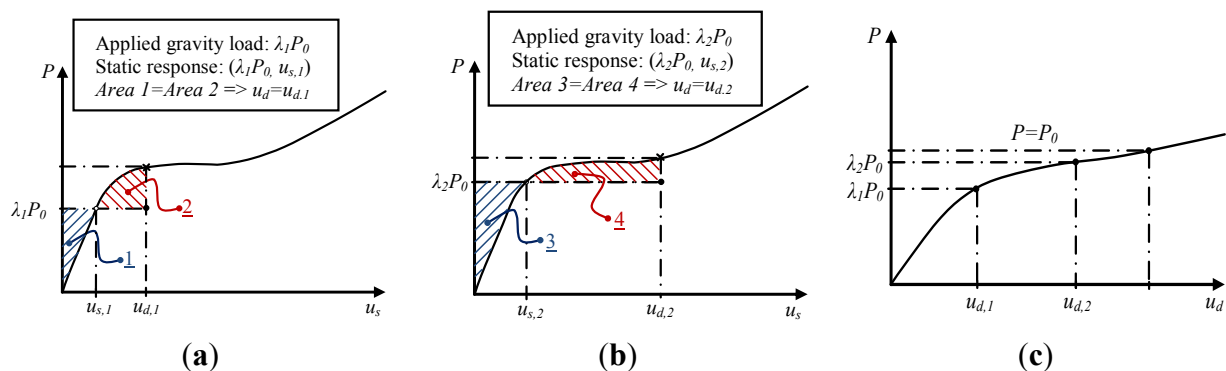 Applied gravity load: λ1P0
Static response: (λ1P0, us,1)
Area 1=Area 2 => ud=ud.1
P
λ1P0
2
1
us,1
ud,1
us
(a)
Applied gravity load: λ2P0
Static response: (λ2P0, us,2)
Area 3=Area 4 => ud=ud.2
P
λ2P0
4
3
us,2
ud,2
us
(b)
P
P=P0
λ2P0
λ1P0
ud,1
ud,2
ud
(c)